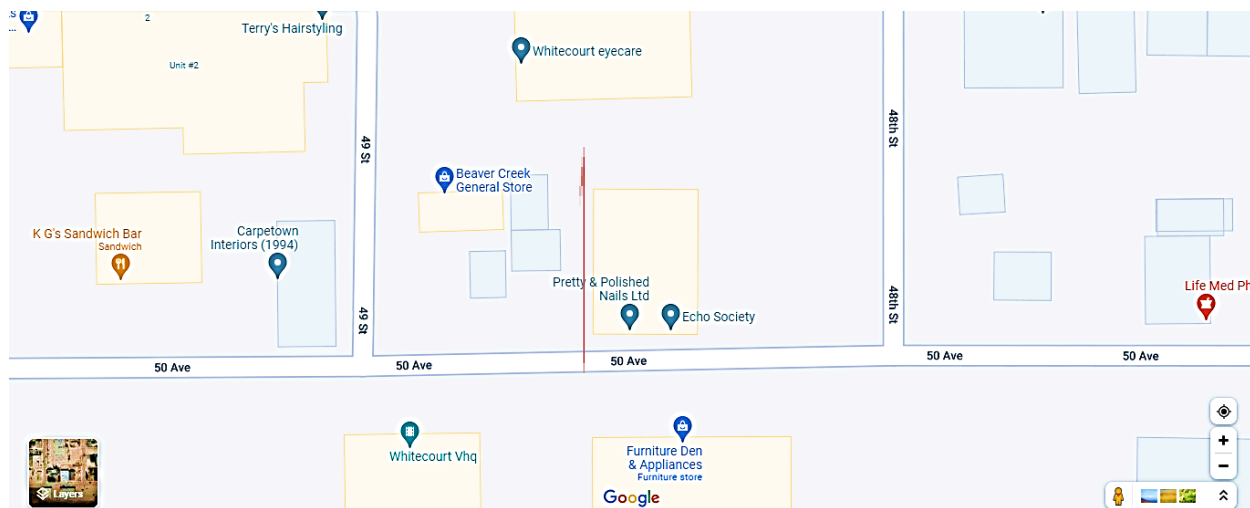 2
Terry's Hairstyling
Unit #2
Whitecourt eyecare
49 St
48th St
Beaver Creek
General Store
K G's Sandwich Bar
Sandwich
Carpetown
Interiors (1994)
Pretty & Polished
Nails Ltd
Echo Society
Life Med Ph
49 St
48th St
50 Ave
50 Ave
50 Ave
50 Ave
50 Ave
Whitecourt Vhq
Furniture Den
& Appliances
Furniture store
Layers
Google